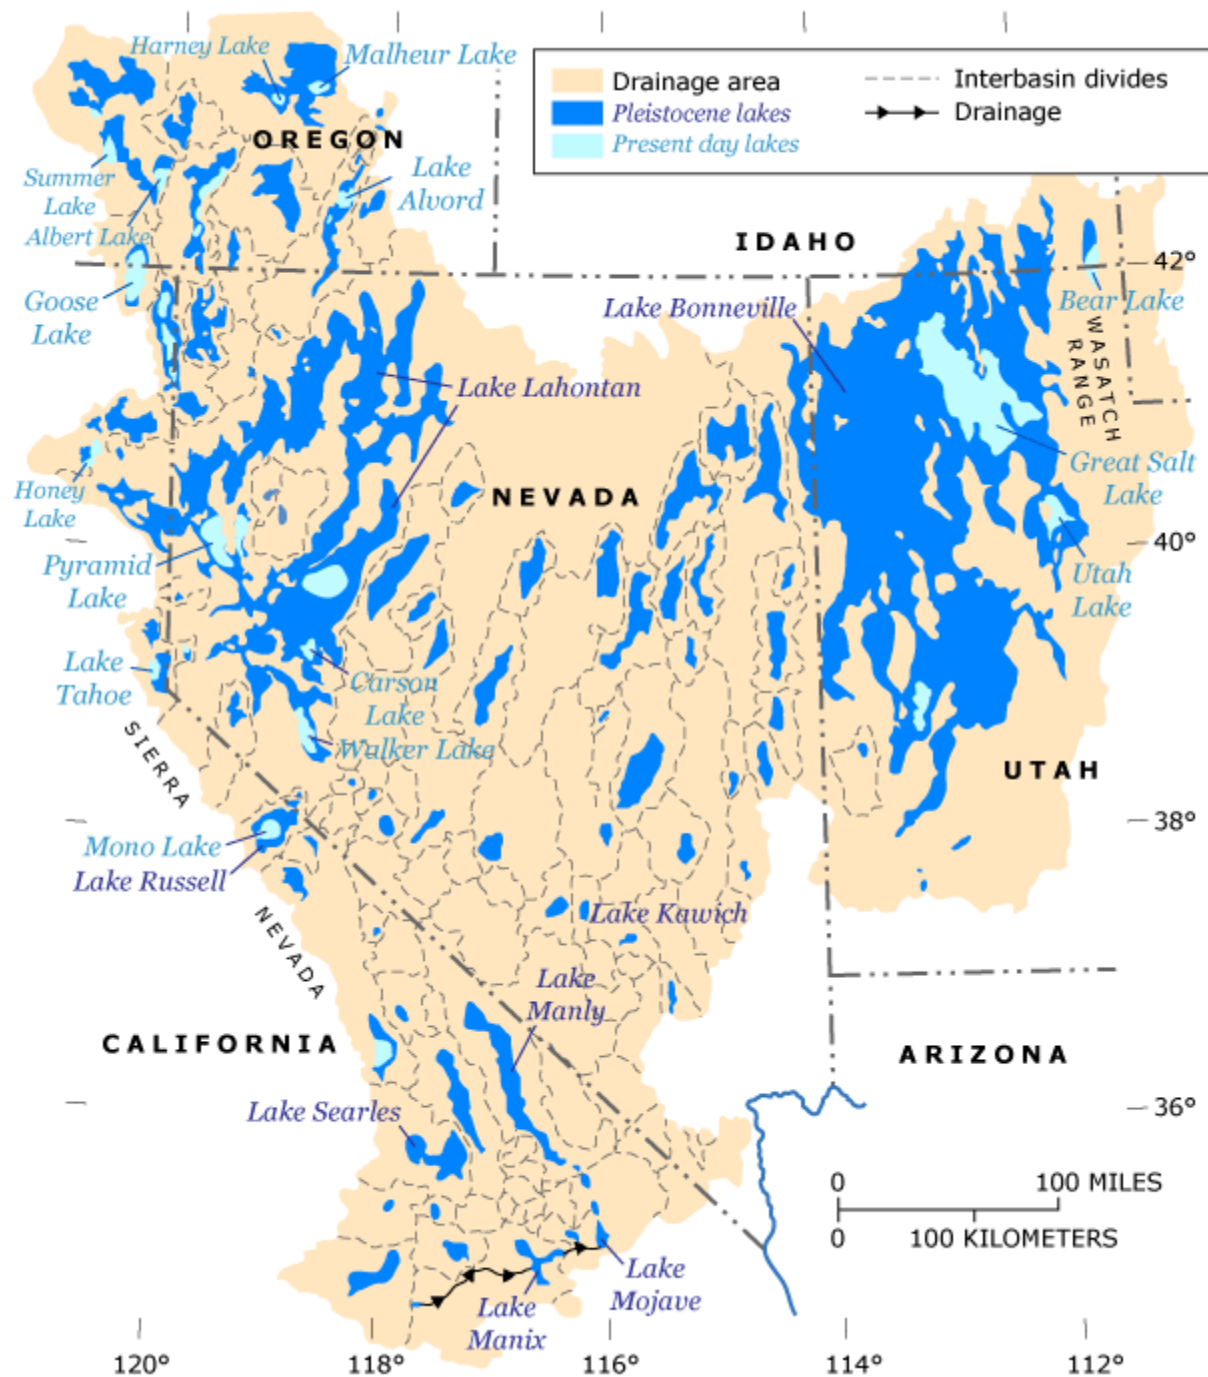 Harney Lake
Malheur Lake
Drainage area
Interbasin divides
Pleistocene lakes
Drainage
Present day lakes
OREGON
Lake
Alvord
Summer
Lake
Albert Lake
IDAHO
42°
Goose
Lake
Lake Bonneville
Bear Lake
WASATCH
RANGE
Lake Lahontan
Great Salt
Lake
Honey
Lake
NEVADA
40°
Pyramid
Lake
Utah
Lake
Lake
Tahoe
Carson
Lake
Walker Lake
SIERRA
UTAH
38°
Mono Lake
Lake Russell
Lake Kawich
NEVADA
Lake
Manly
CALIFORNIA
ARIZONA
Lake Searles
36°
0 100 MILES
0 100 KILOMETERS
Lake
Mojave
Lake
Manix
120° 118° 116° 114° 112°